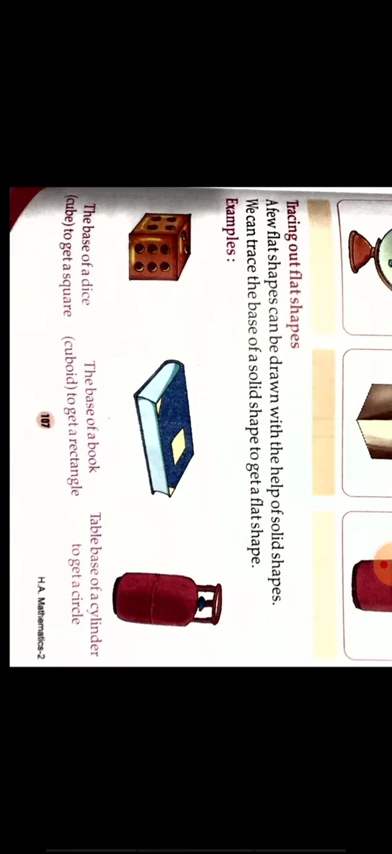 Tracing out flat shapes
A few flat shapes can be drawn with the help of solid shapes.
We can trace the base of a solid shape to get a flat shape.
Examples :
The base of a dice
(cube) to get a square
The base of a book
(cuboid) to get a rectangle
Table base of a cylinder
to get a circle
107
H.A. Mathematics-2